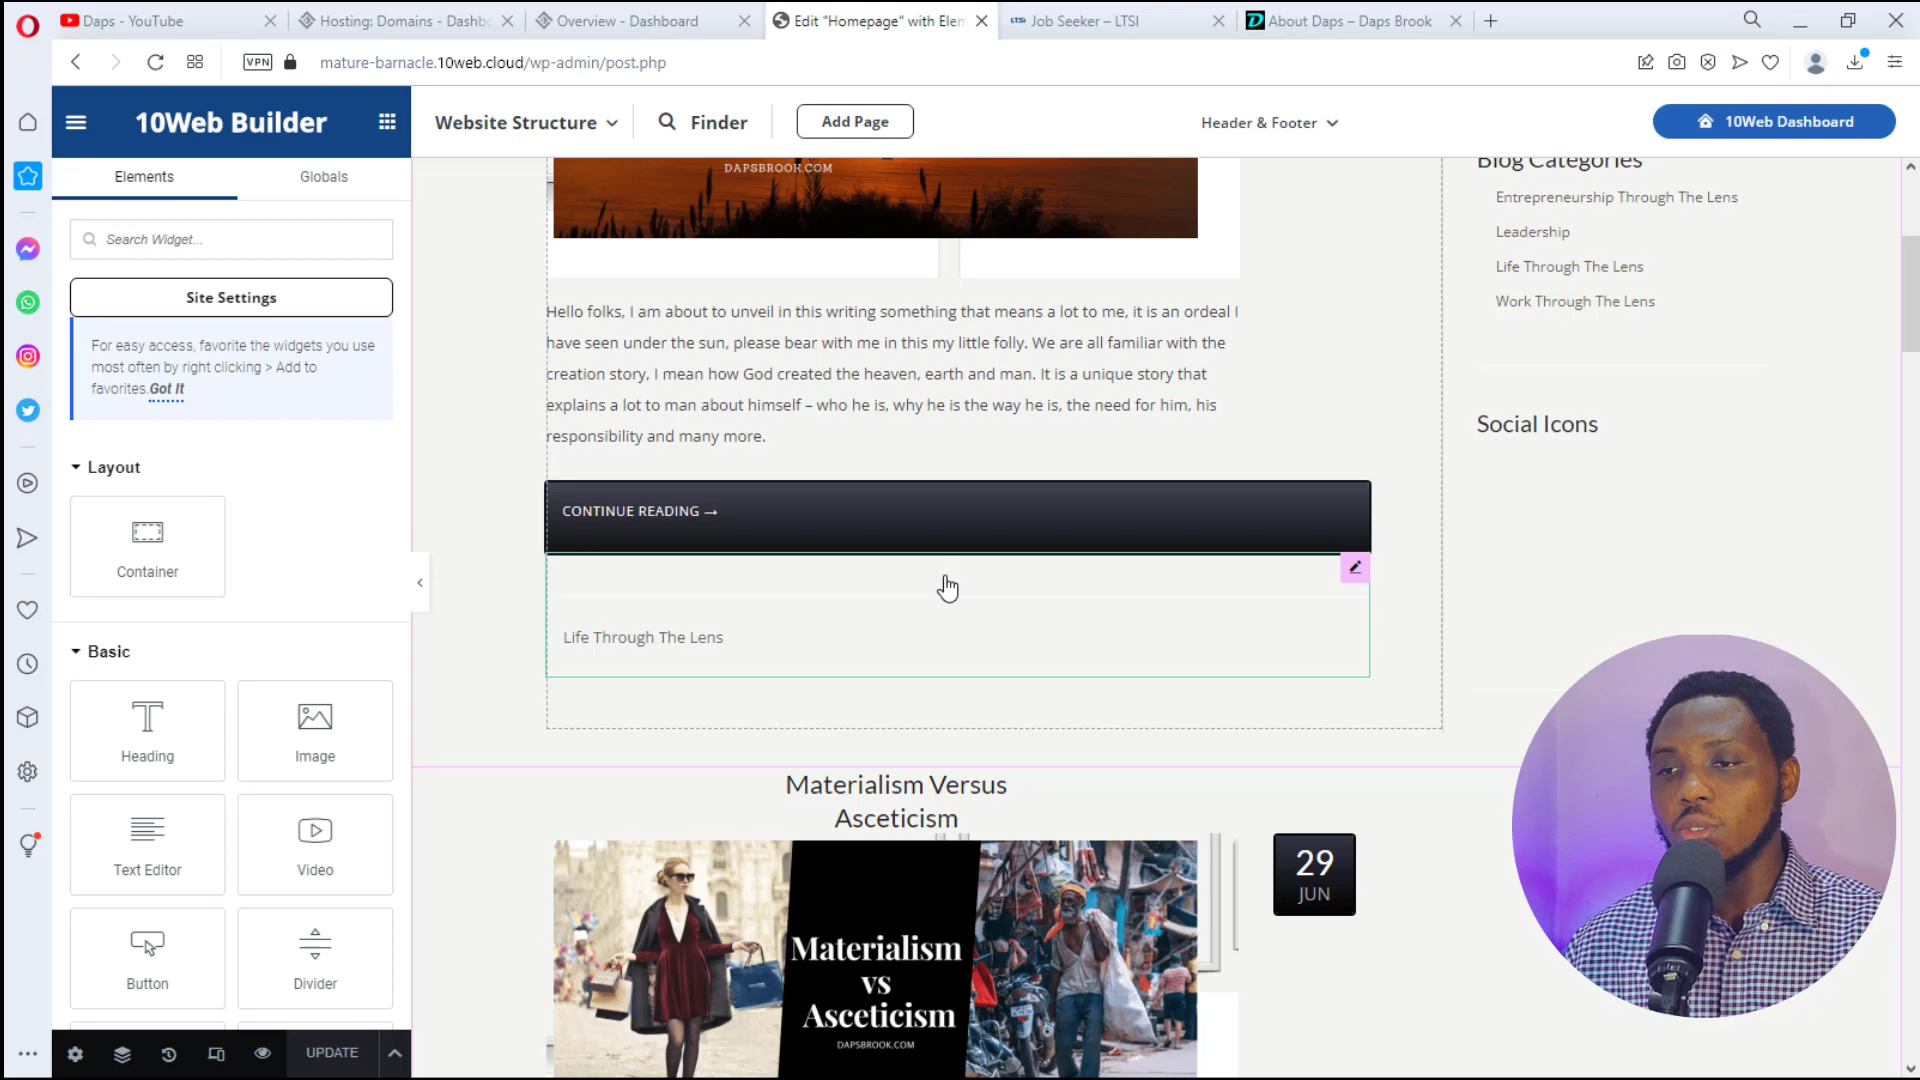 Daps - YouTube
Hosting: Domains - Dashbo
Overview - Dashboard
Edit "Homepage" with Elem
LTSI
Job Seeker – LTSI
About Daps – Daps Brook
VPN
mature-barnacle.10web.cloud/wp-admin/post.php
10Web Builder
Website Structure
Finder
Add Page
Header & Footer
10Web Dashboard
Elements
Globals
Search Widget...
Site Settings
For easy access, favorite the widgets you use
most often by right clicking > Add to
favorites.Got It
Layout
Container
Basic
Heading
Image
Text Editor
Video
Button
Divider
UPDATE
DAPSBROOK.COM
Hello folks, I am about to unveil in this writing something that means a lot to me, it is an ordeal I
have seen under the sun, please bear with me in this my little folly. We are all familiar with the
creation story, I mean how God created the heaven, earth and man. It is a unique story that
explains a lot to man about himself – who he is, why he is the way he is, the need for him, his
responsibility and many more.
CONTINUE READING →
Life Through The Lens
Materialism Versus
Asceticism
Materialism
vs
Asceticism
DAPSBROOK.COM
29
JUN
Blog Categories
Entrepreneurship Through The Lens
Leadership
Life Through The Lens
Work Through The Lens
Social Icons